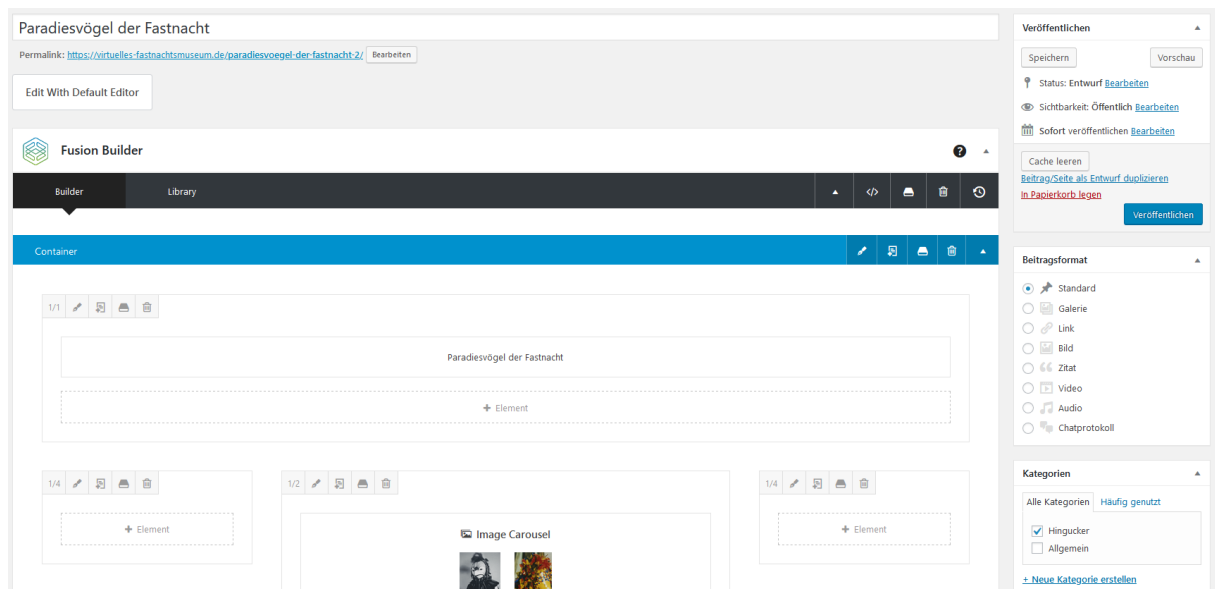 Paradiesvögel der Fastnacht
Permalink: https://virtuelles-fastnachtsmuseum.de/paradiesvoegel-der-fastnacht-2/ Bearbeiten
Edit With Default Editor
Fusion Builder
Builder Library
Container
1/1
Paradiesvögel der Fastnacht
+ Element
1/4
+ Element
1/2
Image Carousel
1/4
+ Element
Veröffentlichen
Speichern Vorschau
Status: Entwurf Bearbeiten
Sichtbarkeit: Öffentlich Bearbeiten
Sofort veröffentlichen Bearbeiten
Cache leeren
Beitrag/Seite als Entwurf duplizieren
In Papierkorb legen
Veröffentlichen
Beitragsformat
Standard
Galerie
Link
Bild
Zitat
Video
Audio
Chatprotokoll
Kategorien
Alle Kategorien Häufig genutzt
Hingucker
Allgemein
+ Neue Kategorie erstellen